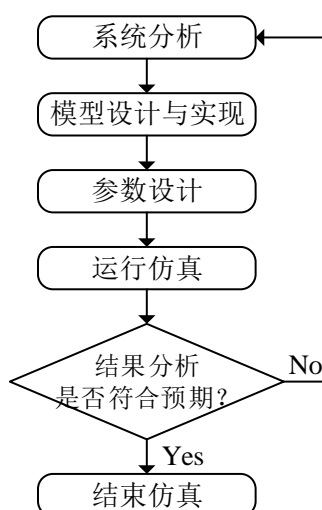 系统分析
模型设计与实现
参数设计
运行仿真
结果分析
是否符合预期?
No
Yes
结束仿真